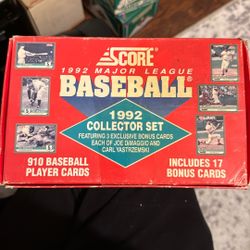 SCORE
1992 MAJOR LEAGUE
BASEBALL®
1992
COLLECTOR SET
FEATURING 3 EXCLUSIVE BONUS CARDS
EACH OF JOE DiMAGGIO AND
CARL YASTRZEMSKI
910 BASEBALL
PLAYER CARDS
INCLUDES 17
BONUS CARDS